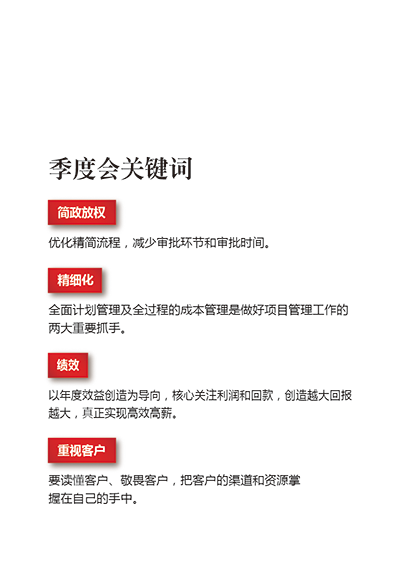 季度会关键词
简政放权
优化精简流程，减少审批环节和审批时间。
精细化
全面计划管理及全过程的成本管理是做好项目管理工作的
两大重要抓手。
绩效
以年度效益创造为导向，核心关注利润和回款，创造越大回报
越大，真正实现高效高薪。
重视客户
要读懂客户、敬畏客户，把客户的渠道和资源掌
握在自己的手中。